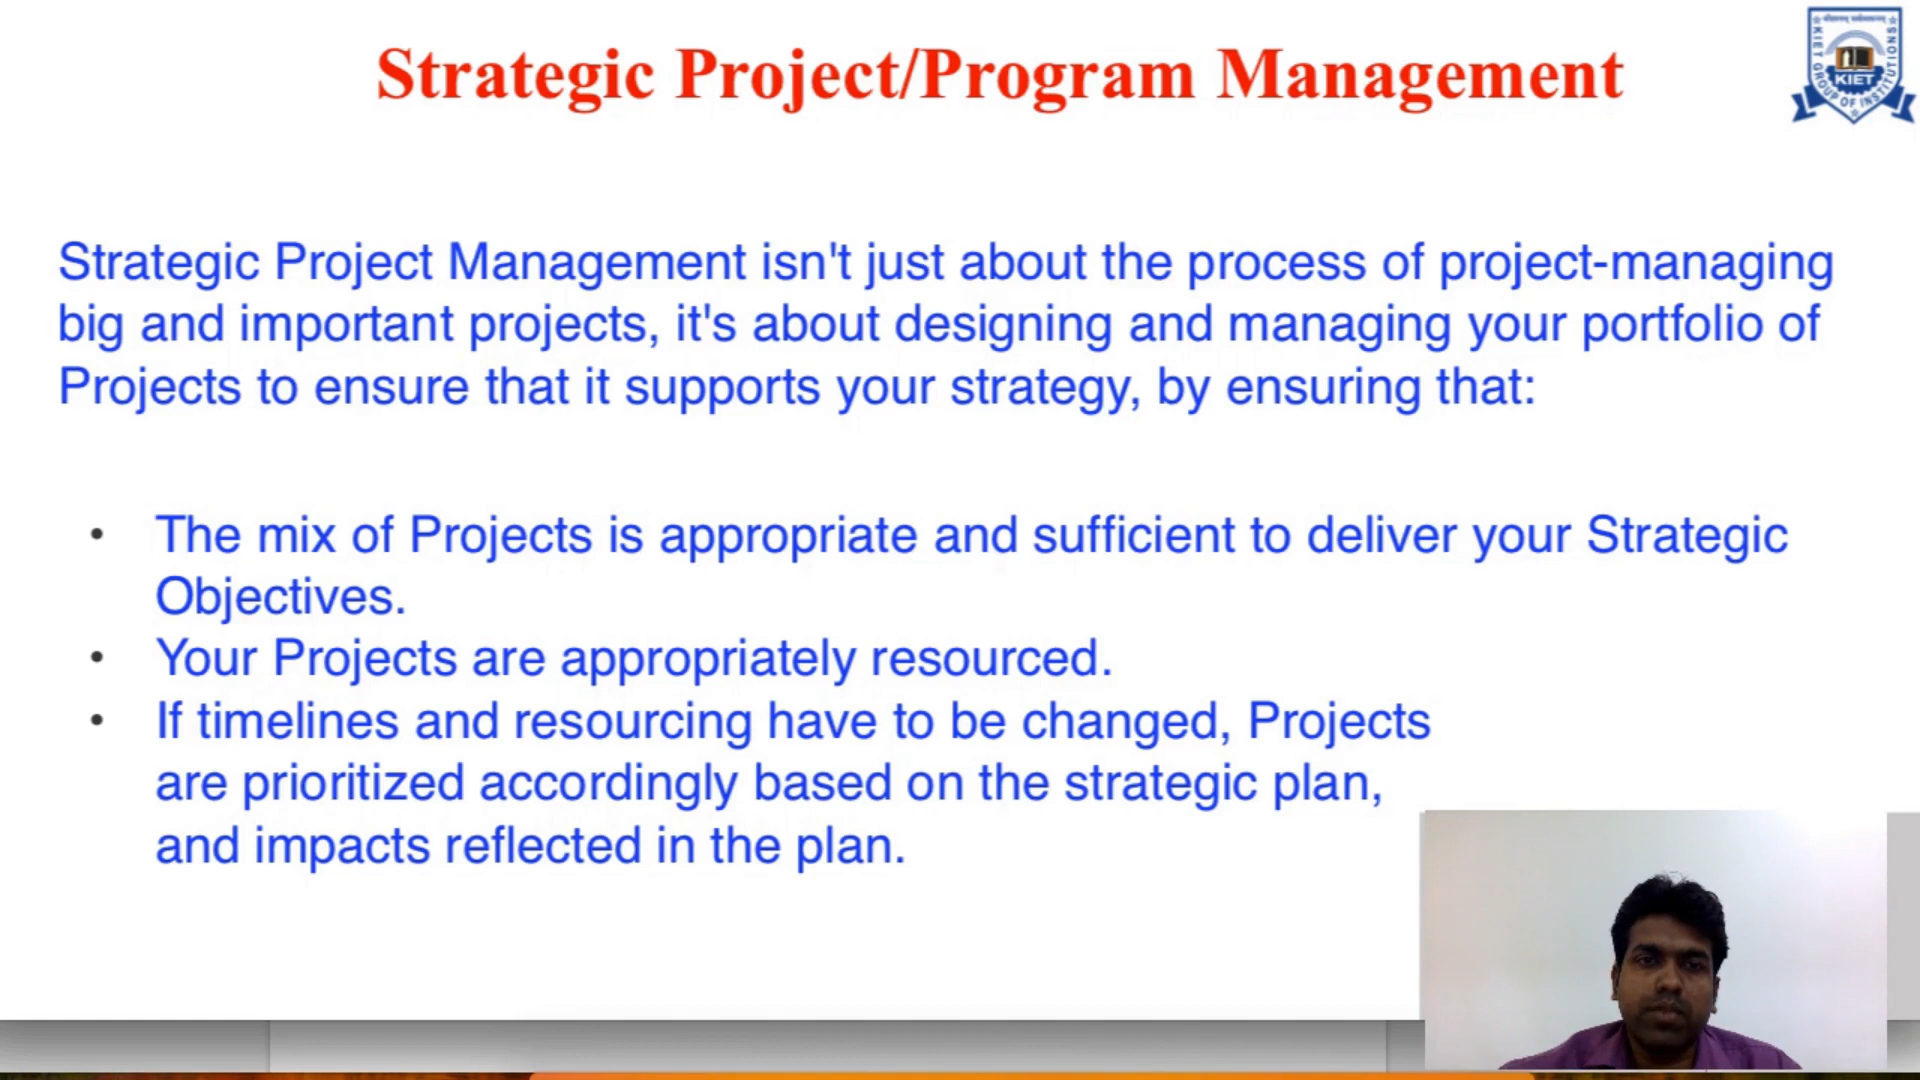 Strategic Project/Program Management
KIET GROUP OF INSTITUTIONS
KIET
Strategic Project Management isn't just about the process of project-managing
big and important projects, it's about designing and managing your portfolio of
Projects to ensure that it supports your strategy, by ensuring that:
• The mix of Projects is appropriate and sufficient to deliver your Strategic
Objectives.
• Your Projects are appropriately resourced.
• If timelines and resourcing have to be changed, Projects
are prioritized accordingly based on the strategic plan,
and impacts reflected in the plan.